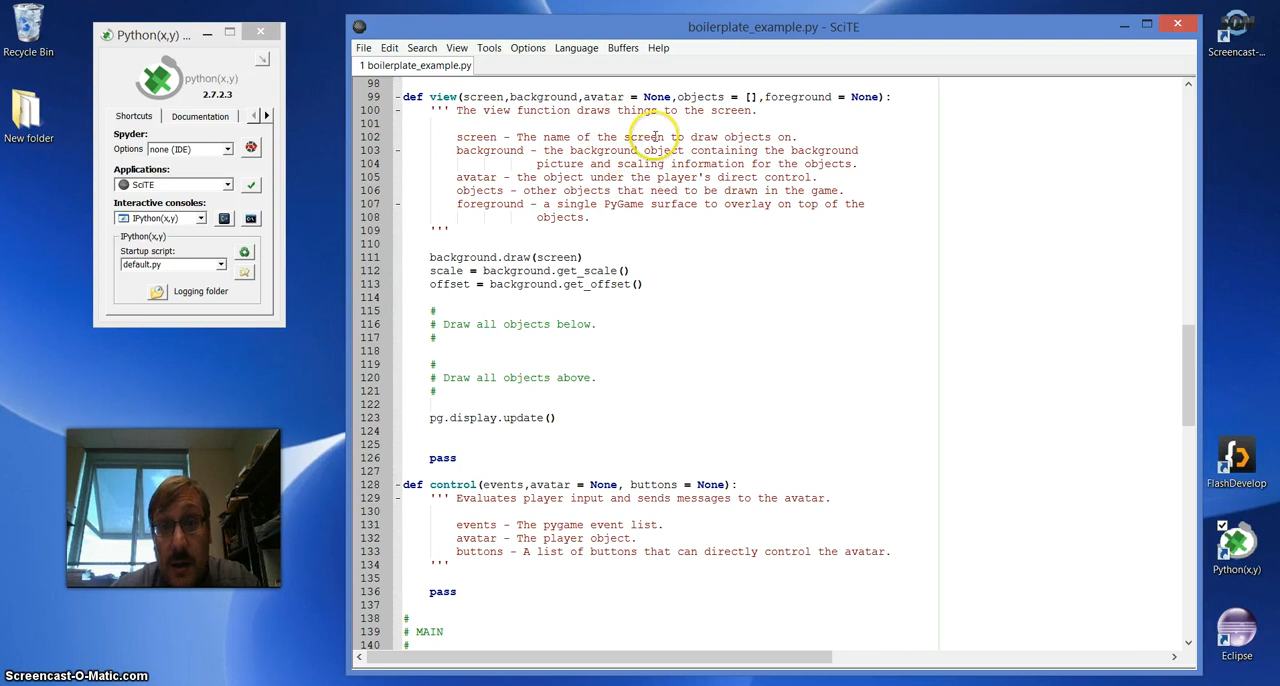 Recycle Bin
New folder
Python(x,y) ...
python(x,y)
2.7.2.3
Shortcuts
Documentation
Spyder:
Options
none (IDE)
Applications:
SciTE
Interactive consoles:
IPython(x,y)
IPython(x,y)
Startup script:
default.py
Logging folder
boilerplate_example.py - SciTE
File Edit Search View Tools Options Language Buffers Help
1 boilerplate_example.py
98
99 def view(screen,background,avatar = None,objects = [],foreground = None):
100 ''' The view function draws things to the screen.
101
102 screen - The name of the screen to draw objects on.
103 background - the background object containing the background
104 picture and scaling information for the objects.
105 avatar - the object under the player's direct control.
106 objects - other objects that need to be drawn in the game.
107 foreground - a single PyGame surface to overlay on top of the
108 objects.
109 '''
110
111 background.draw(screen)
112 scale = background.get_scale()
113 offset = background.get_offset()
114
115 #
116 # Draw all objects below.
117 #
118
119 #
120 # Draw all objects above.
121 #
122
123 pg.display.update()
124
125
126 pass
127
128 def control(events,avatar = None, buttons = None):
129 ''' Evaluates player input and sends messages to the avatar.
130
131 events - The pygame event list.
132 avatar - The player object.
133 buttons - A list of buttons that can directly control the avatar.
134 '''
135
136 pass
137
138 #
139 # MAIN
140 #
Screencast-...
FlashDevelop
Python(x,y)
Eclipse
Screencast-O-Matic.com